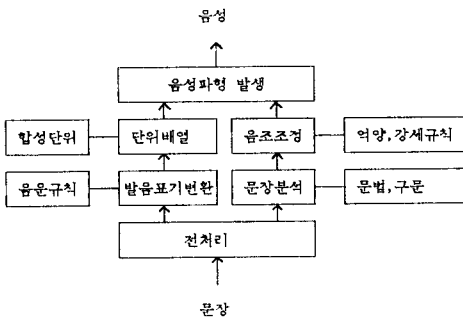 음성
음성파형 발생
합성단위 단위배열 음조조정 억양,강세규칙
음운규칙 발음표기변환 문장분석 문법,구문
전처리
문장